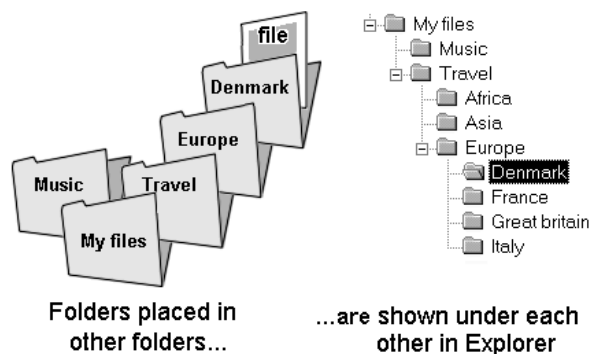 file
Denmark
Europe
Music
Travel
My files
Folders placed in
other folders...
My files
Music
Travel
Africa
Asia
Europe
Denmark
France
Great britain
Italy
...are shown under each
other in Explorer